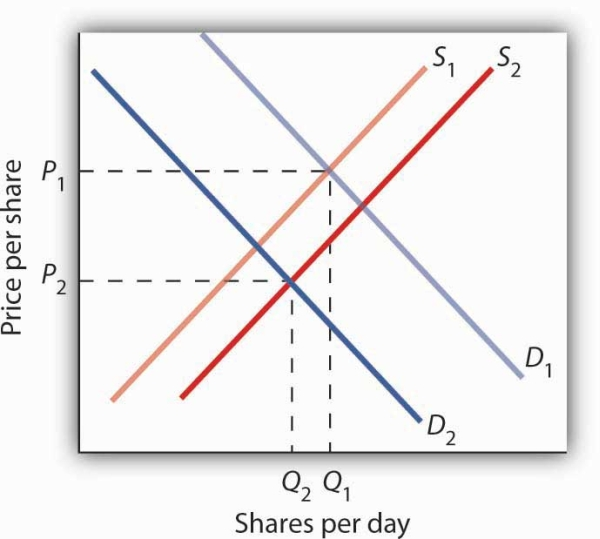 S1
S2
P1
Price per share
P2
D1
D2
Q2 Q1
Shares per day